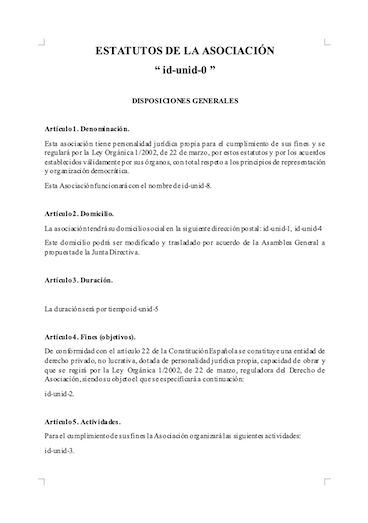 ESTATUTOS DE LA ASOCIACIÓN
“ id-unid-0 ”
DISPOSICIONES GENERALES
Artículo 1. Denominación.
Esta asociación tiene personalidad jurídica propia para el cumplimiento de sus fines y se
regulará por la Ley Orgánica 1/2002, de 22 de marzo, por estos estatutos y por los acuerdos
establecidos válidamente por sus órganos, con total respeto a los principios de representación
y organización democrática.
Esta Asociación funcionará con el nombre de id-unid-8.
Artículo 2. Domicilio.
La asociación tendrá su domicilio social en la siguiente dirección postal: id-unid-1, id-unid-4
Este domicilio podrá ser modificado y trasladado por acuerdo de la Asamblea General a
propuesta de la Junta Directiva.
Artículo 3. Duración.
La duración será por tiempo id-unid-5
Artículo 4. Fines (objetivos).
De conformidad con el artículo 22 de la Constitución Española se constituye una entidad de
derecho privado, no lucrativa, dotada de personalidad jurídica propia, capacidad de obrar y
que se regirá por la Ley Orgánica 1/2002, de 22 de marzo, reguladora del Derecho de
Asociación, siendo su objeto el que se especificará a continuación:
id-unid-2.
Artículo 5. Actividades.
Para el cumplimiento de sus fines la Asociación organizará las siguientes actividades:
id-unid-3.